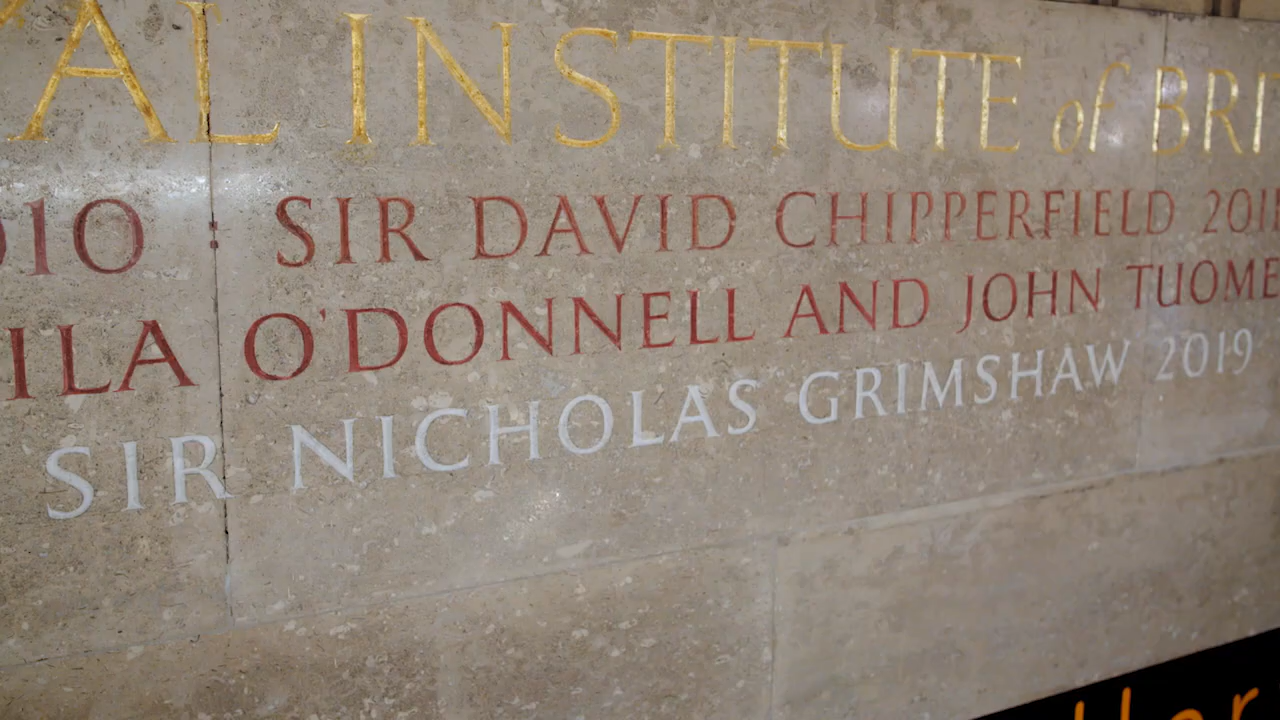 AL INSTITUTE of BRI
010 SIR DAVID CHIPPERFIELD 201
ILA O'DONNELL AND JOHN TUOME
SIR NICHOLAS GRIMSHAW 2019